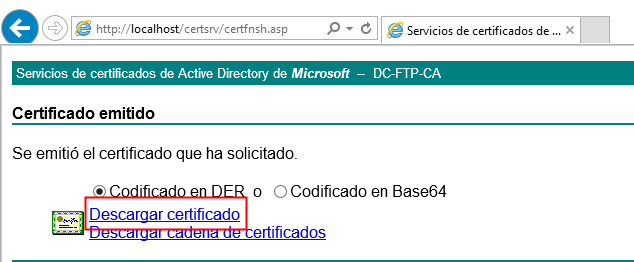 http://localhost/certsrv/certfnsh.asp
Servicios de certificados de ...
Servicios de certificados de Active Directory de Microsoft – DC-FTP-CA
Certificado emitido
Se emitió el certificado que ha solicitado.
Codificado en DER o Codificado en Base64
Descargar certificado
Descargar cadena de certificados